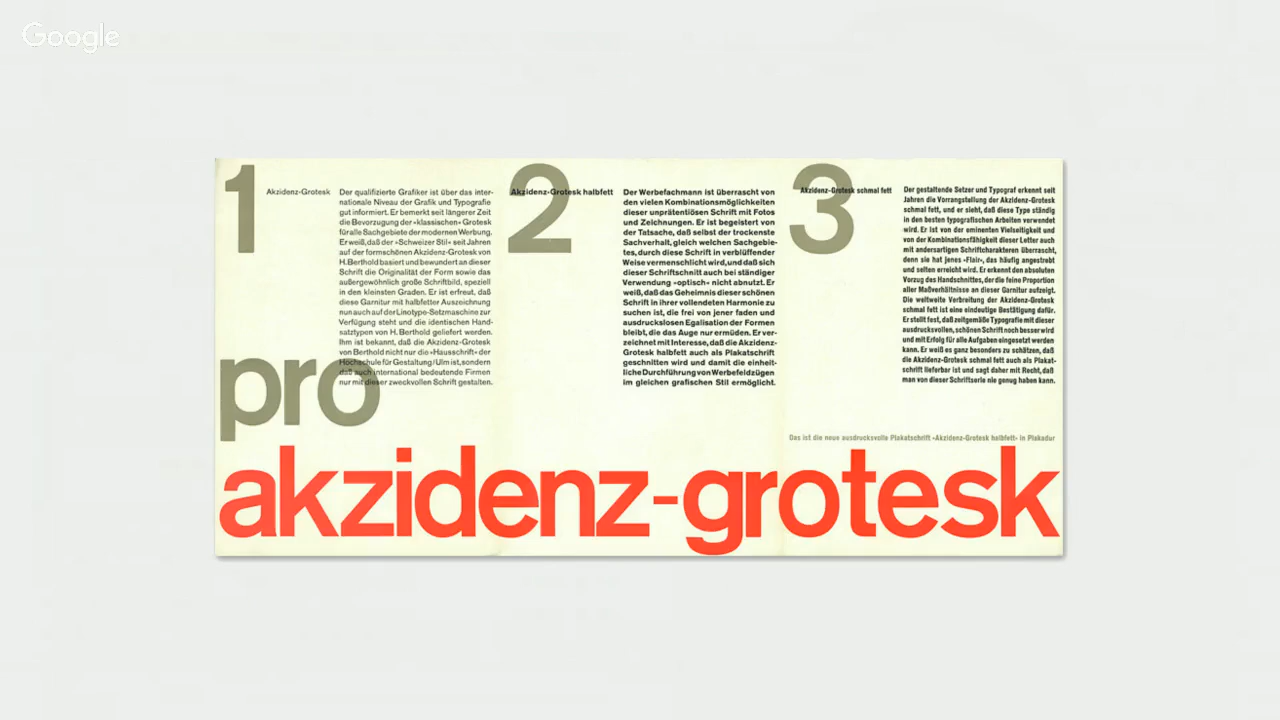 Google
1
Akzidenz-Grotesk
Der qualifizierte Grafiker ist über das inter-
nationale Niveau der Grafik und Typografie
gut informiert. Er bemerkt seit längerer Zeit
die Bevorzugung der »klassischen« Grotesk
für alle Sachgebiete der modernen Werbung.
Er weiß, daß der »Schweizer Stil« seit Jahren
auf der formschönen Akzidenz-Grotesk von
H. Berthold basiert und bewundert an dieser
Schrift die Originalität der Form sowie das
außergewöhnlich große Schriftbild, speziell
in den kleinsten Graden. Er ist erfreut, daß
diese Garnitur mit halbfetter Auszeichnung
nun auch auf der Linotype-Setzmaschine zur
Verfügung steht und die identischen Hand-
satztypen von H. Berthold geliefert werden.
Ihm ist bekannt, daß die Akzidenz-Grotesk
von Berthold nicht nur die »Hausschrift« der
Hochschule für Gestaltung/Ulm ist, sondern
daß auch international bedeutende Firmen
nur mit dieser zweckvollen Schrift gestalten.
2
Akzidenz-Grotesk halbfett
Der Werbefachmann ist überrascht von
den vielen Kombinationsmöglichkeiten
dieser unprätentiösen Schrift mit Fotos
und Zeichnungen. Er ist begeistert von
der Tatsache, daß selbst der trockenste
Sachverhalt, gleich welchen Sachgebie-
tes, durch diese Schrift in verblüffender
Weise vermenschlicht wird, und daß sich
dieser Schriftschnitt auch bei ständiger
Verwendung »optisch« nicht abnutzt. Er
weiß, daß das Geheimnis dieser schönen
Schrift in ihrer vollendeten Harmonie zu
suchen ist, die frei von jener faden und
ausdruckslosen Egalisation der Formen
bleibt, die das Auge nur ermüden. Er ver-
zeichnet mit Interesse, daß die Akzidenz-
Grotesk halbfett auch als Plakatschrift
geschnitten wird und damit die einheit-
liche Durchführung von Werbefeldzügen
im gleichen grafischen Stil ermöglicht.
3
Akzidenz-Grotesk schmal fett
Der gestaltende Setzer und Typograf erkennt seit
Jahren die Vorrangstellung der Akzidenz-Grotesk
schmal fett, und er sieht, daß diese Type ständig
in den besten typografischen Arbeiten verwendet
wird. Er ist von der eminenten Vielseitigkeit und
von der Kombinationsfähigkeit dieser Letter auch
mit andersartigen Schriftcharakteren überrascht,
denn sie hat jenes »Flair«, das häufig angestrebt
und selten erreicht wird. Er erkennt den absoluten
Vorzug des Handschnittes, der die feine Proportion
aller Maßverhältnisse an dieser Garnitur aufzeigt.
Die weltweite Verbreitung der Akzidenz-Grotesk
schmal fett ist eine eindeutige Bestätigung dafür.
Er stellt fest, daß zeitgemäße Typografie mit dieser
ausdrucksvollen, schönen Schrift noch besser wird
und mit Erfolg für alle Aufgaben eingesetzt werden
kann. Er weiß es ganz besonders zu schätzen, daß
die Akzidenz-Grotesk schmal fett auch als Plakat-
schrift lieferbar ist und sagt daher mit Recht, daß
man von dieser Schriftserie nie genug haben kann.
pro
Das ist die neue ausdrucksvolle Plakatschrift »Akzidenz-Grotesk halbfett« in Plakadur
akzidenz-grotesk